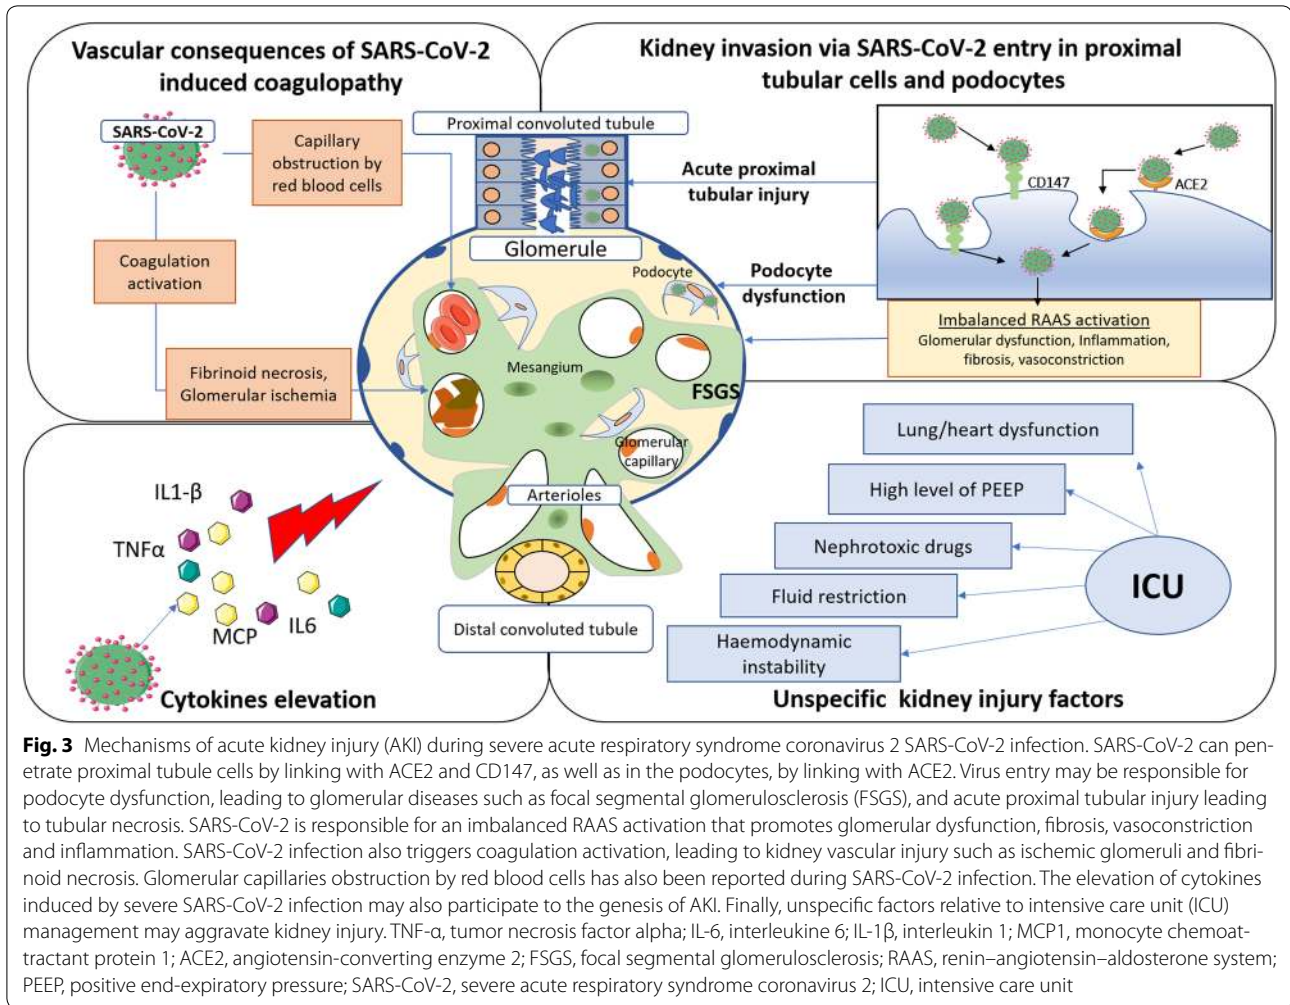 Vascular consequences of SARS-CoV-2
induced coagulopathy
SARS-CoV-2
Capillary
obstruction by
red blood cells
Coagulation
activation
Fibrinoid necrosis,
Glomerular ischemia
Kidney invasion via SARS-CoV-2 entry in proximal
tubular cells and podocytes
Proximal convoluted tubule
Acute proximal
tubular injury
CD147
ACE2
Glomerule
Podocyte
Podocyte
dysfunction
Imbalanced RAAS activation
Glomerular dysfunction, Inflammation,
fibrosis, vasoconstriction
Mesangium
FSGS
Glomerular
capillary
Arterioles
Distal convoluted tubule
IL1-β
TNFα
MCP
IL6
Cytokines elevation
Lung/heart dysfunction
High level of PEEP
Nephrotoxic drugs
Fluid restriction
Haemodynamic
instability
ICU
Unspecific kidney injury factors
Fig. 3 Mechanisms of acute kidney injury (AKI) during severe acute respiratory syndrome coronavirus 2 SARS-CoV-2 infection. SARS-CoV-2 can pen-
etrate proximal tubule cells by linking with ACE2 and CD147, as well as in the podocytes, by linking with ACE2. Virus entry may be responsible for
podocyte dysfunction, leading to glomerular diseases such as focal segmental glomerulosclerosis (FSGS), and acute proximal tubular injury leading
to tubular necrosis. SARS-CoV-2 is responsible for an imbalanced RAAS activation that promotes glomerular dysfunction, fibrosis, vasoconstriction
and inflammation. SARS-CoV-2 infection also triggers coagulation activation, leading to kidney vascular injury such as ischemic glomeruli and fibri-
noid necrosis. Glomerular capillaries obstruction by red blood cells has also been reported during SARS-CoV-2 infection. The elevation of cytokines
induced by severe SARS-CoV-2 infection may also participate to the genesis of AKI. Finally, unspecific factors relative to intensive care unit (ICU)
management may aggravate kidney injury. TNF-α, tumor necrosis factor alpha; IL-6, interleukine 6; IL-1β, interleukin 1; MCP1, monocyte chemoat-
tractant protein 1; ACE2, angiotensin-converting enzyme 2; FSGS, focal segmental glomerulosclerosis; RAAS, renin–angiotensin–aldosterone system;
PEEP, positive end-expiratory pressure; SARS-CoV-2, severe acute respiratory syndrome coronavirus 2; ICU, intensive care unit